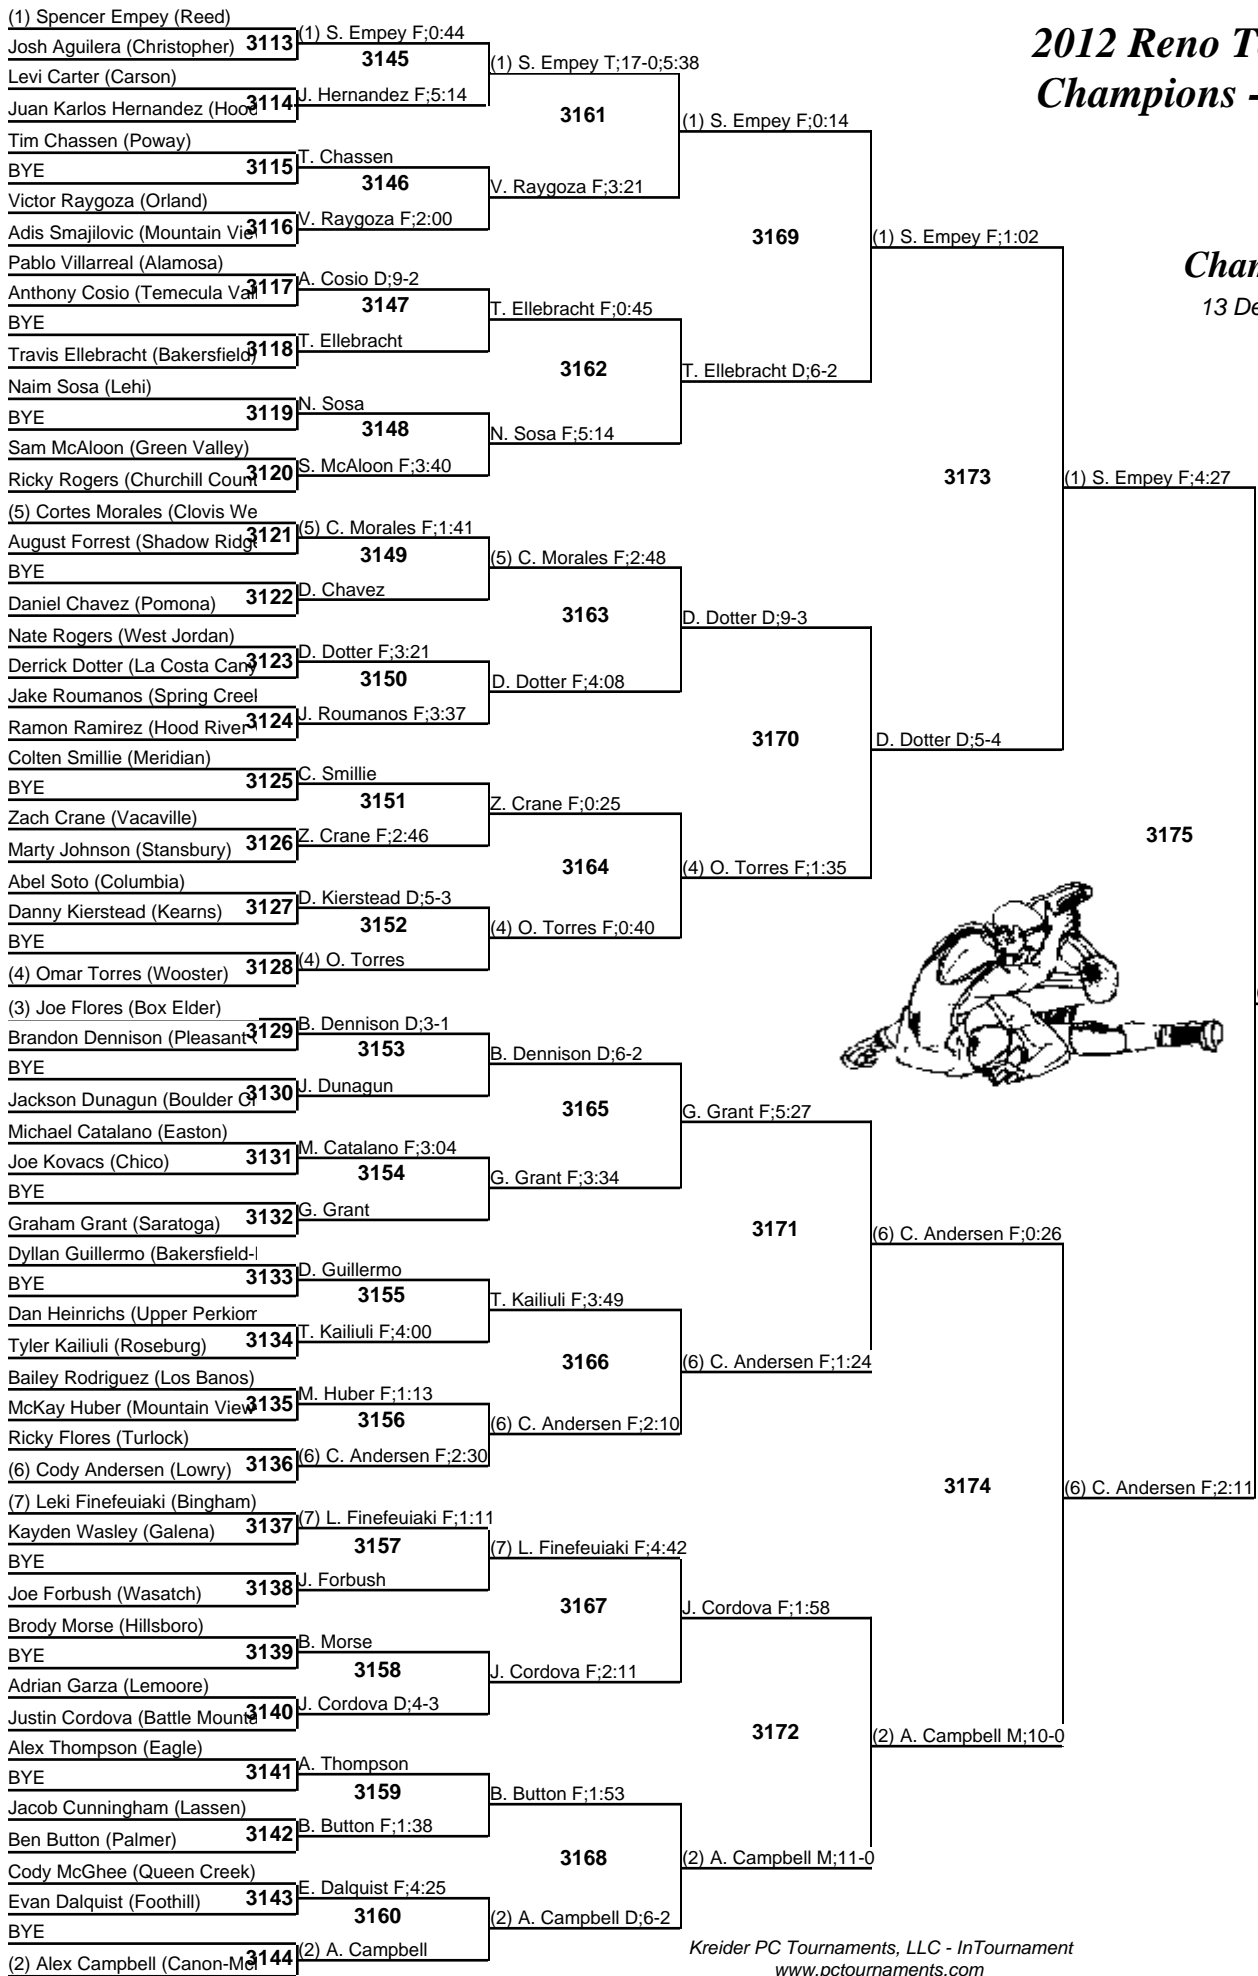 (1) Spencer Empey (Reed)
Josh Aguilera (Christopher) 3113
Levi Carter (Carson)
Juan Karlos Hernandez (Hood 3114
Tim Chassen (Poway)
BYE 3115
Victor Raygoza (Orland)
Adis Smajilovic (Mountain Vie 3116
Pablo Villarreal (Alamosa)
Anthony Cosio (Temecula Val 3117
BYE
Travis Ellebracht (Bakersfield) 3118
Naim Sosa (Lehi)
BYE 3119
Sam McAloon (Green Valley)
Ricky Rogers (Churchill Count 3120
(5) Cortes Morales (Clovis We
August Forrest (Shadow Ridge 3121
BYE
Daniel Chavez (Pomona) 3122
Nate Rogers (West Jordan)
Derrick Dotter (La Costa Cany 3123
Jake Roumanos (Spring Creek
Ramon Ramirez (Hood River 3124
Colten Smillie (Meridian)
BYE 3125
Zach Crane (Vacaville)
Marty Johnson (Stansbury) 3126
Abel Soto (Columbia)
Danny Kierstead (Kearns) 3127
BYE
(4) Omar Torres (Wooster) 3128
(3) Joe Flores (Box Elder)
Brandon Dennison (Pleasant 3129
BYE
Jackson Dunagun (Boulder Ci 3130
Michael Catalano (Easton)
Joe Kovacs (Chico) 3131
BYE
Graham Grant (Saratoga) 3132
Dyllan Guillermo (Bakersfield-
BYE 3133
Dan Heinrichs (Upper Perkiom
Tyler Kailiuli (Roseburg) 3134
Bailey Rodriguez (Los Banos)
McKay Huber (Mountain View 3135
Ricky Flores (Turlock)
(6) Cody Andersen (Lowry) 3136
(7) Leki Finefeuiaki (Bingham)
Kayden Wasley (Galena) 3137
BYE
Joe Forbush (Wasatch) 3138
Brody Morse (Hillsboro)
BYE 3139
Adrian Garza (Lemoore)
Justin Cordova (Battle Mounta 3140
Alex Thompson (Eagle)
BYE 3141
Jacob Cunningham (Lassen)
Ben Button (Palmer) 3142
Cody McGhee (Queen Creek)
Evan Dalquist (Foothill) 3143
BYE
(2) Alex Campbell (Canon-Mc 3144
(1) S. Empey F;0:44
3145
J. Hernandez F;5:14
T. Chassen
3146
V. Raygoza F;2:00
A. Cosio D;9-2
3147
T. Ellebracht
N. Sosa
3148
S. McAloon F;3:40
(5) C. Morales F;1:41
3149
D. Chavez
D. Dotter F;3:21
3150
J. Roumanos F;3:37
C. Smillie
3151
Z. Crane F;2:46
D. Kierstead D;5-3
3152
(4) O. Torres
B. Dennison D;3-1
3153
J. Dunagun
M. Catalano F;3:04
3154
G. Grant
D. Guillermo
3155
T. Kailiuli F;4:00
M. Huber F;1:13
3156
(6) C. Andersen F;2:30
(7) L. Finefeuiaki F;1:11
3157
J. Forbush
B. Morse
3158
J. Cordova D;4-3
A. Thompson
3159
B. Button F;1:38
E. Dalquist F;4:25
3160
(2) A. Campbell
(1) S. Empey T;17-0;5:38
3161
V. Raygoza F;3:21
T. Ellebracht F;0:45
3162
N. Sosa F;5:14
(5) C. Morales F;2:48
3163
D. Dotter F;4:08
Z. Crane F;0:25
3164
(4) O. Torres F;0:40
B. Dennison D;6-2
3165
G. Grant F;3:34
T. Kailiuli F;3:49
3166
(6) C. Andersen F;2:10
(7) L. Finefeuiaki F;4:42
3167
J. Cordova F;2:11
B. Button F;1:53
3168
(2) A. Campbell D;6-2
(1) S. Empey F;0:14
3169
T. Ellebracht D;6-2
D. Dotter D;9-3
3170
(4) O. Torres F;1:35
G. Grant F;5:27
3171
(6) C. Andersen F;1:24
J. Cordova F;1:58
3172
(2) A. Campbell M;11-0
(1) S. Empey F;1:02
3173
D. Dotter D;5-4
(6) C. Andersen F;0:26
3174
(2) A. Campbell M;10-0
(1) S. Empey F;4:27
3175
(6) C. Andersen F;2:11
2012 Reno T
Champions -
Cham
13 De
Kreider PC Tournaments, LLC - InTournament
www.pctournaments.com